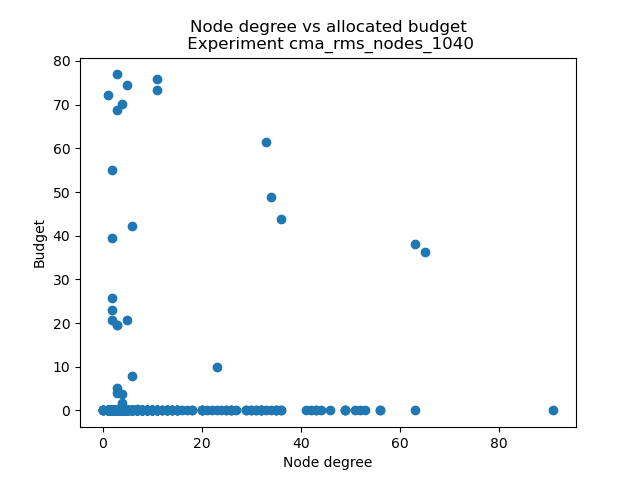 Node degree vs allocated budget
Experiment cma_rms_nodes_1040
80
70
60
50
40
30
20
10
0
Budget
0 20 40 60 80
Node degree